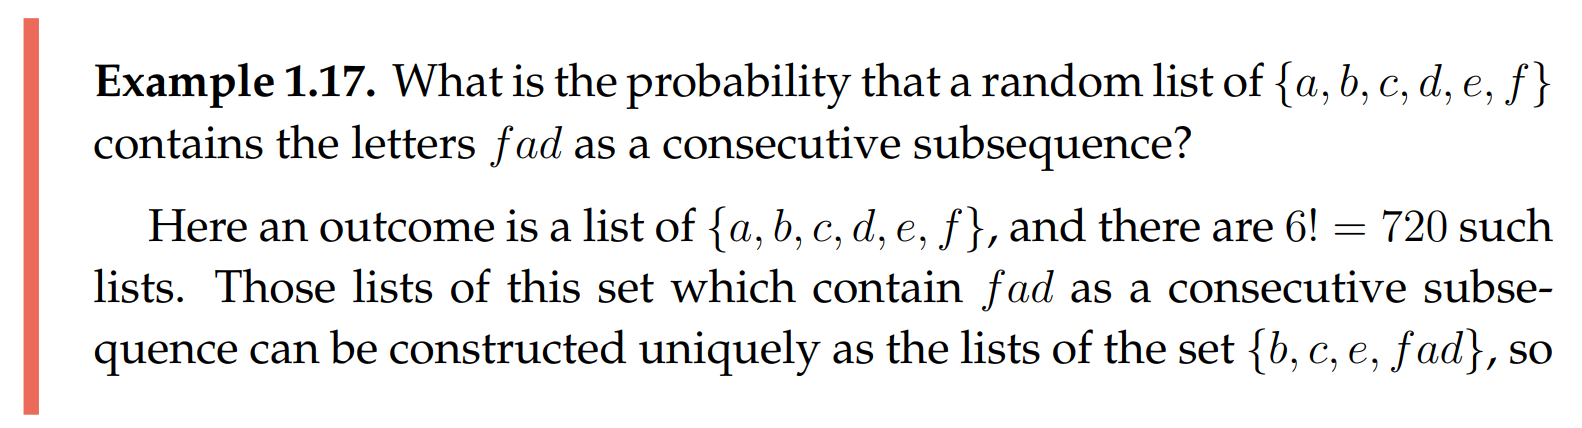 Example 1.17. What is the probability that a random list of {a, b, c, d, e, f}
contains the letters fad as a consecutive subsequence?
Here an outcome is a list of {a, b, c, d, e, f}, and there are 6! = 720 such
lists. Those lists of this set which contain fad as a consecutive subse-
quence can be constructed uniquely as the lists of the set {b, c, e, fad}, so